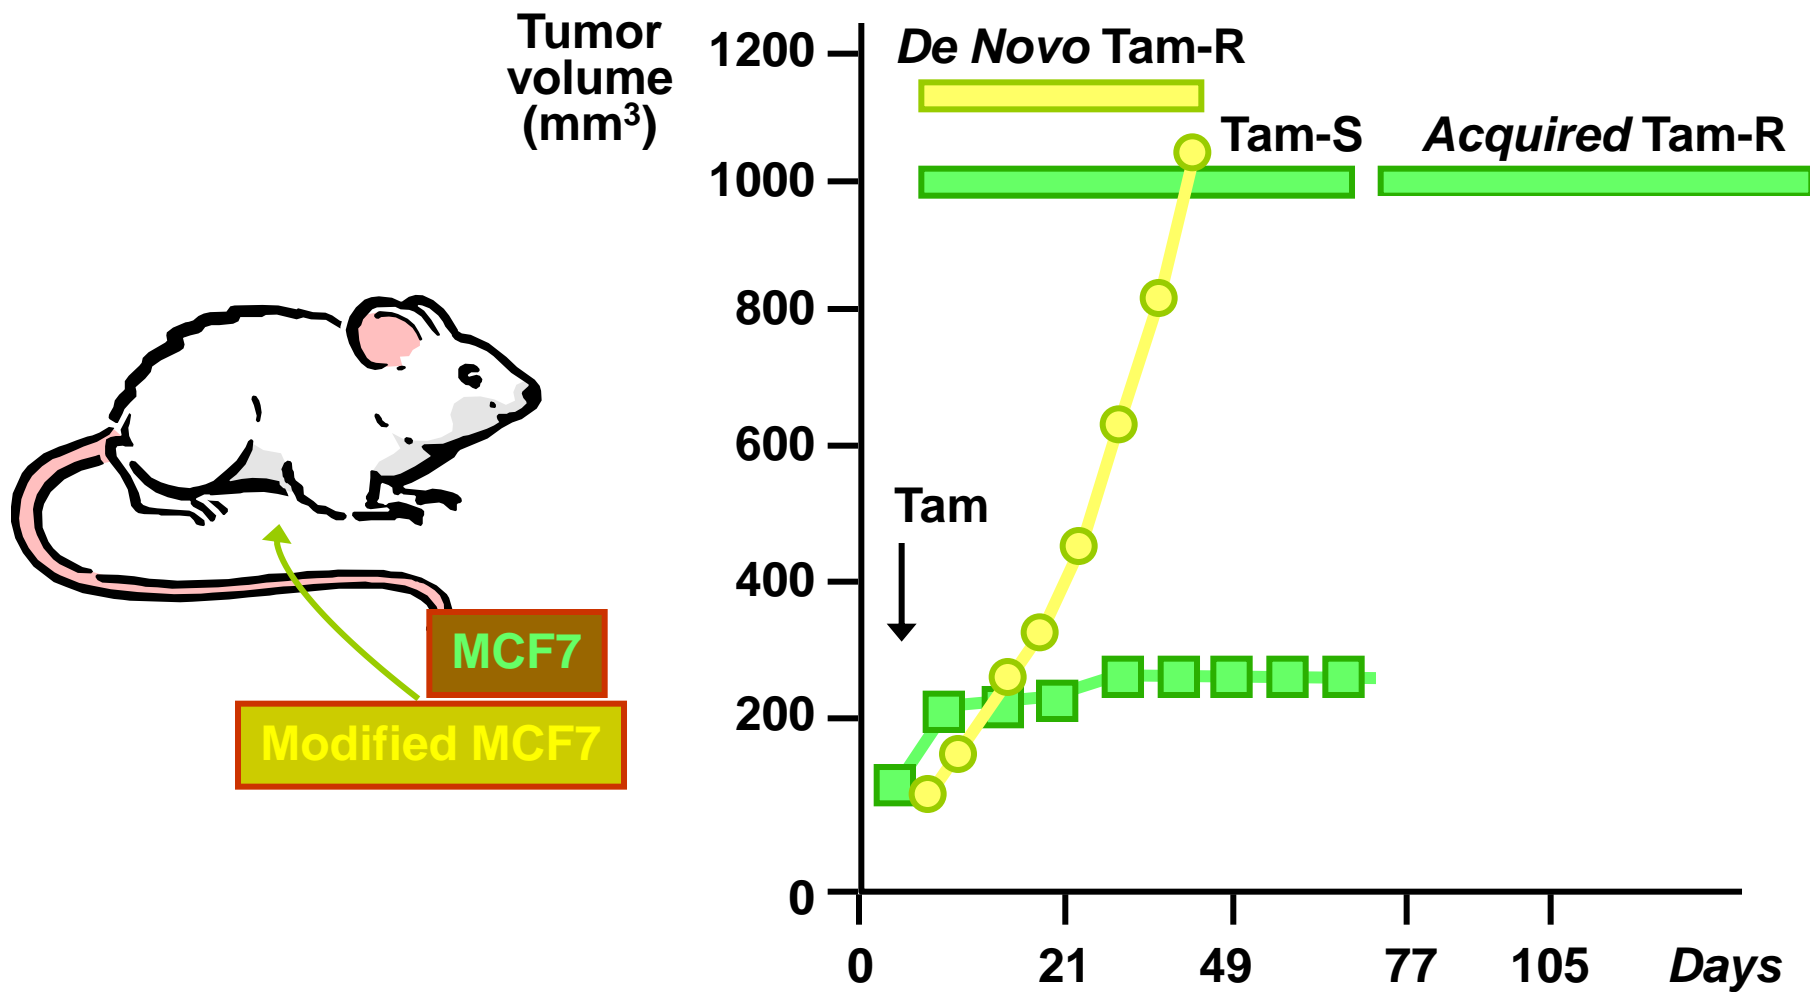 Tumor
volume
(mm³)
1200
1000
800
600
400
200
0
De Novo Tam-R
Tam-S
Acquired Tam-R
Tam
MCF7
Modified MCF7
0 21 49 77 105 Days